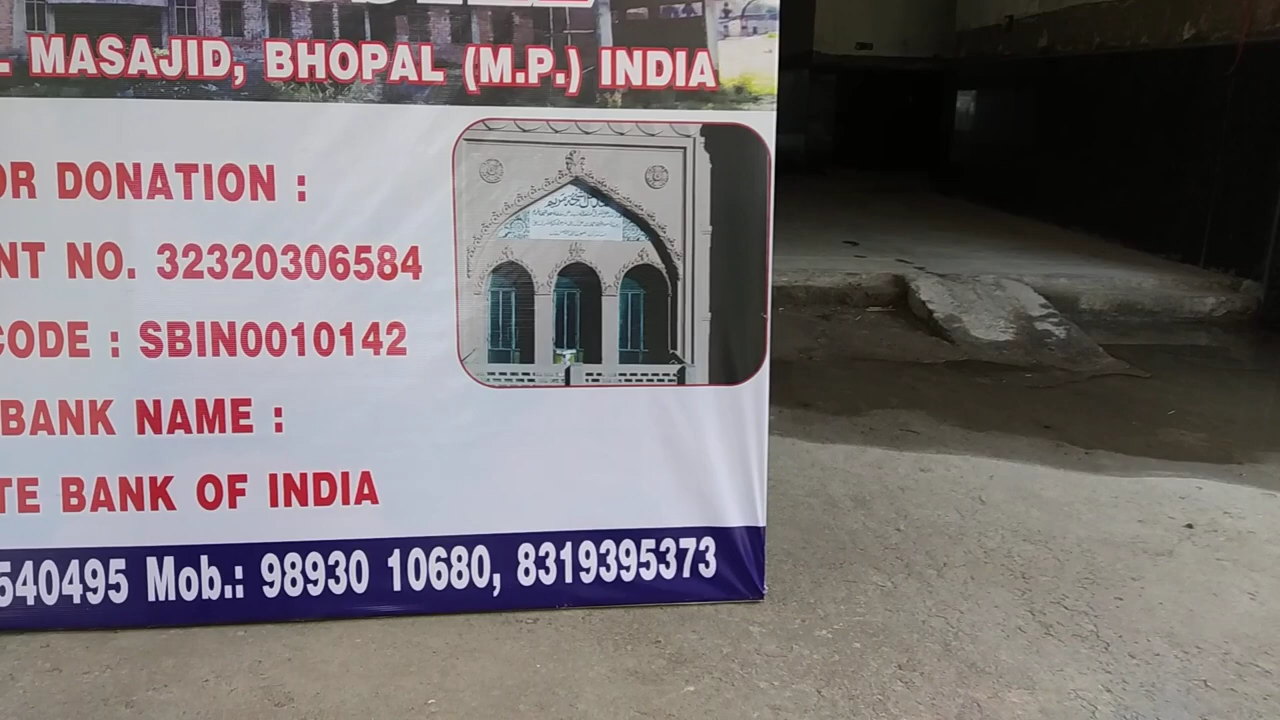 . MASAJID, BHOPAL (M.P.) INDIA
OR DONATION :
NT NO. 32320306584
CODE : SBIN0010142
BANK NAME :
TE BANK OF INDIA
540495 Mob.: 98930 10680, 8319395373